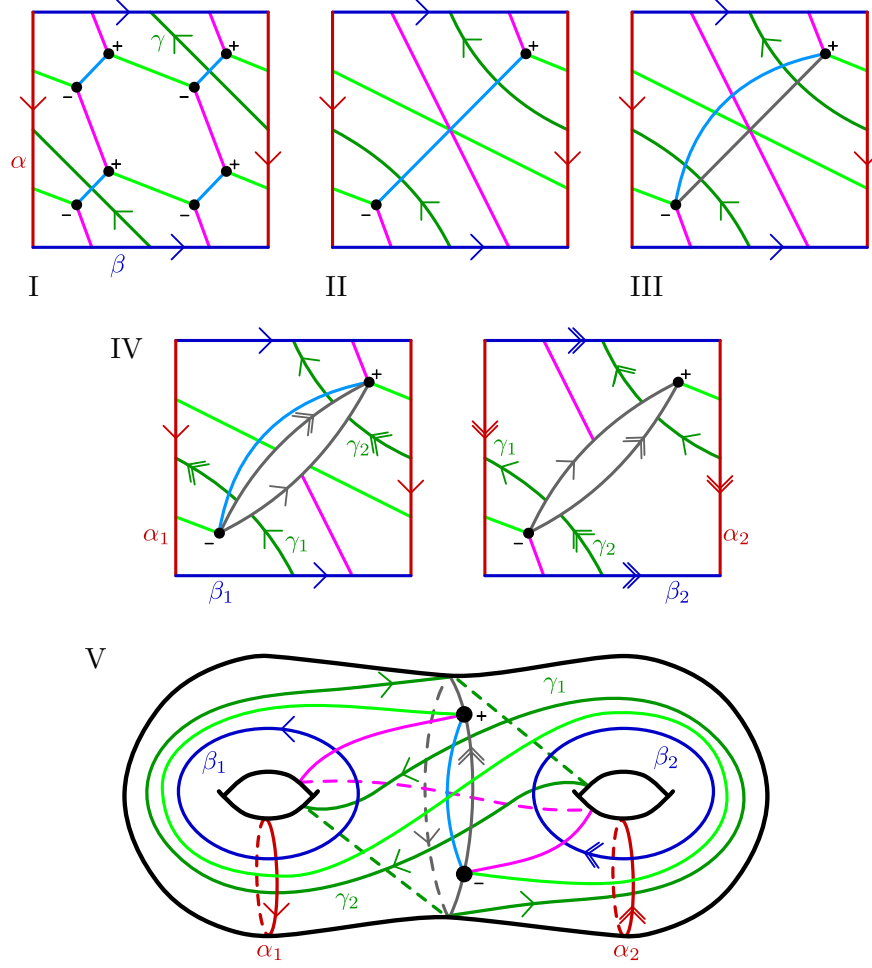 + γ + + +
− −
α + +
− −
β
I II III
IV
+ +
γ₂ γ₁
α₁ − γ₁ − γ₂ α₂
β₁ β₂
V
γ₁
+
β₁ β₂
−
γ₂
α₁ α₂